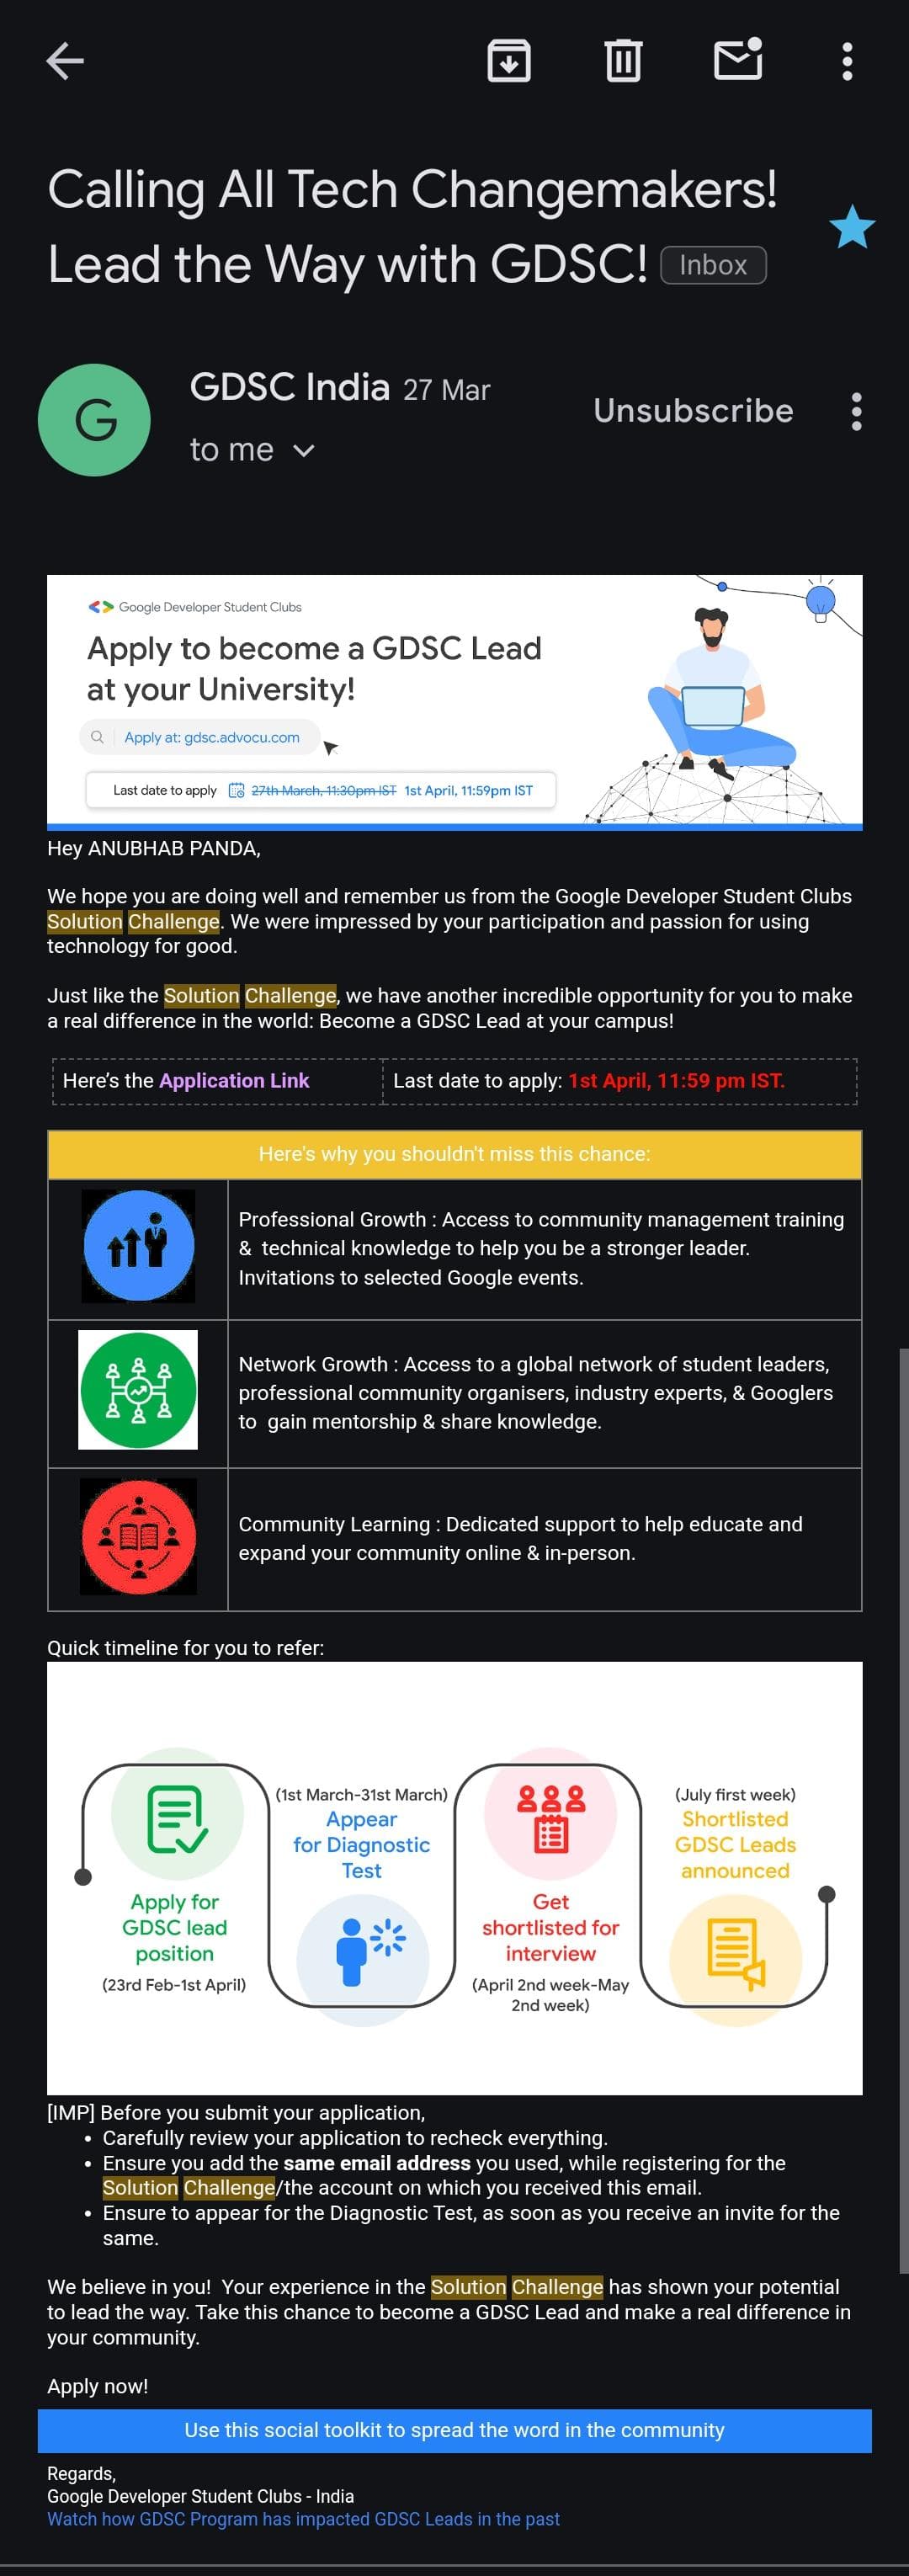 Calling All Tech Changemakers!
Lead the Way with GDSC! Inbox
G
GDSC India 27 Mar
to me
Unsubscribe
Google Developer Student Clubs
Apply to become a GDSC Lead
at your University!
Apply at: gdsc.advocu.com
Last date to apply 27th March, 11:30pm IST 1st April, 11:59pm IST
Hey ANUBHAB PANDA,
We hope you are doing well and remember us from the Google Developer Student Clubs
Solution Challenge. We were impressed by your participation and passion for using
technology for good.
Just like the Solution Challenge, we have another incredible opportunity for you to make
a real difference in the world: Become a GDSC Lead at your campus!
Here’s the Application Link
Last date to apply: 1st April, 11:59 pm IST.
Here's why you shouldn't miss this chance:
Professional Growth : Access to community management training
& technical knowledge to help you be a stronger leader.
Invitations to selected Google events.
Network Growth : Access to a global network of student leaders,
professional community organisers, industry experts, & Googlers
to gain mentorship & share knowledge.
Community Learning : Dedicated support to help educate and
expand your community online & in-person.
Quick timeline for you to refer:
Apply for
GDSC lead
position
(23rd Feb-1st April)
(1st March-31st March)
Appear
for Diagnostic
Test
Get
shortlisted for
interview
(April 2nd week-May
2nd week)
(July first week)
Shortlisted
GDSC Leads
announced
[IMP] Before you submit your application,
• Carefully review your application to recheck everything.
• Ensure you add the same email address you used, while registering for the
Solution Challenge/the account on which you received this email.
• Ensure to appear for the Diagnostic Test, as soon as you receive an invite for the
same.
We believe in you! Your experience in the Solution Challenge has shown your potential
to lead the way. Take this chance to become a GDSC Lead and make a real difference in
your community.
Apply now!
Use this social toolkit to spread the word in the community
Regards,
Google Developer Student Clubs - India
Watch how GDSC Program has impacted GDSC Leads in the past